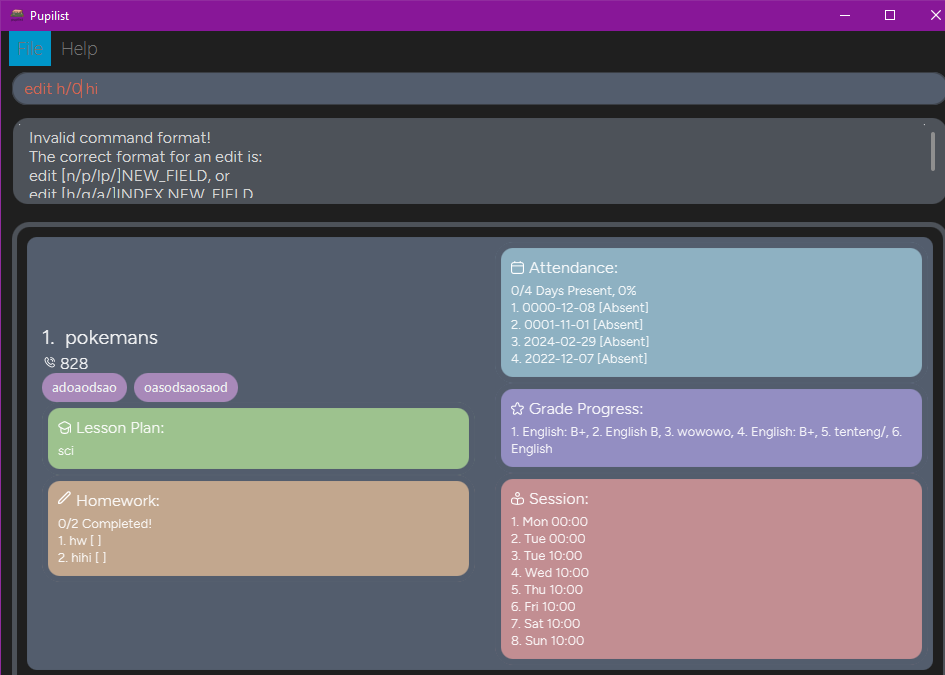 Pupilist
File Help
edit h/0 hi
Invalid command format!
The correct format for an edit is:
edit [n/p/lp/]NEW_FIELD, or
edit [h/g/a/]INDEX NEW_FIELD
1. pokemans
828
adoaodsao oasodsaosaod
Lesson Plan:
sci
Homework:
0/2 Completed!
1. hw [ ]
2. hihi [ ]
Attendance:
0/4 Days Present, 0%
1. 0000-12-08 [Absent]
2. 0001-11-01 [Absent]
3. 2024-02-29 [Absent]
4. 2022-12-07 [Absent]
Grade Progress:
1. English: B+, 2. English B, 3. wowowo, 4. English: B+, 5. tenteng/, 6.
English
Session:
1. Mon 00:00
2. Tue 00:00
3. Tue 10:00
4. Wed 10:00
5. Thu 10:00
6. Fri 10:00
7. Sat 10:00
8. Sun 10:00